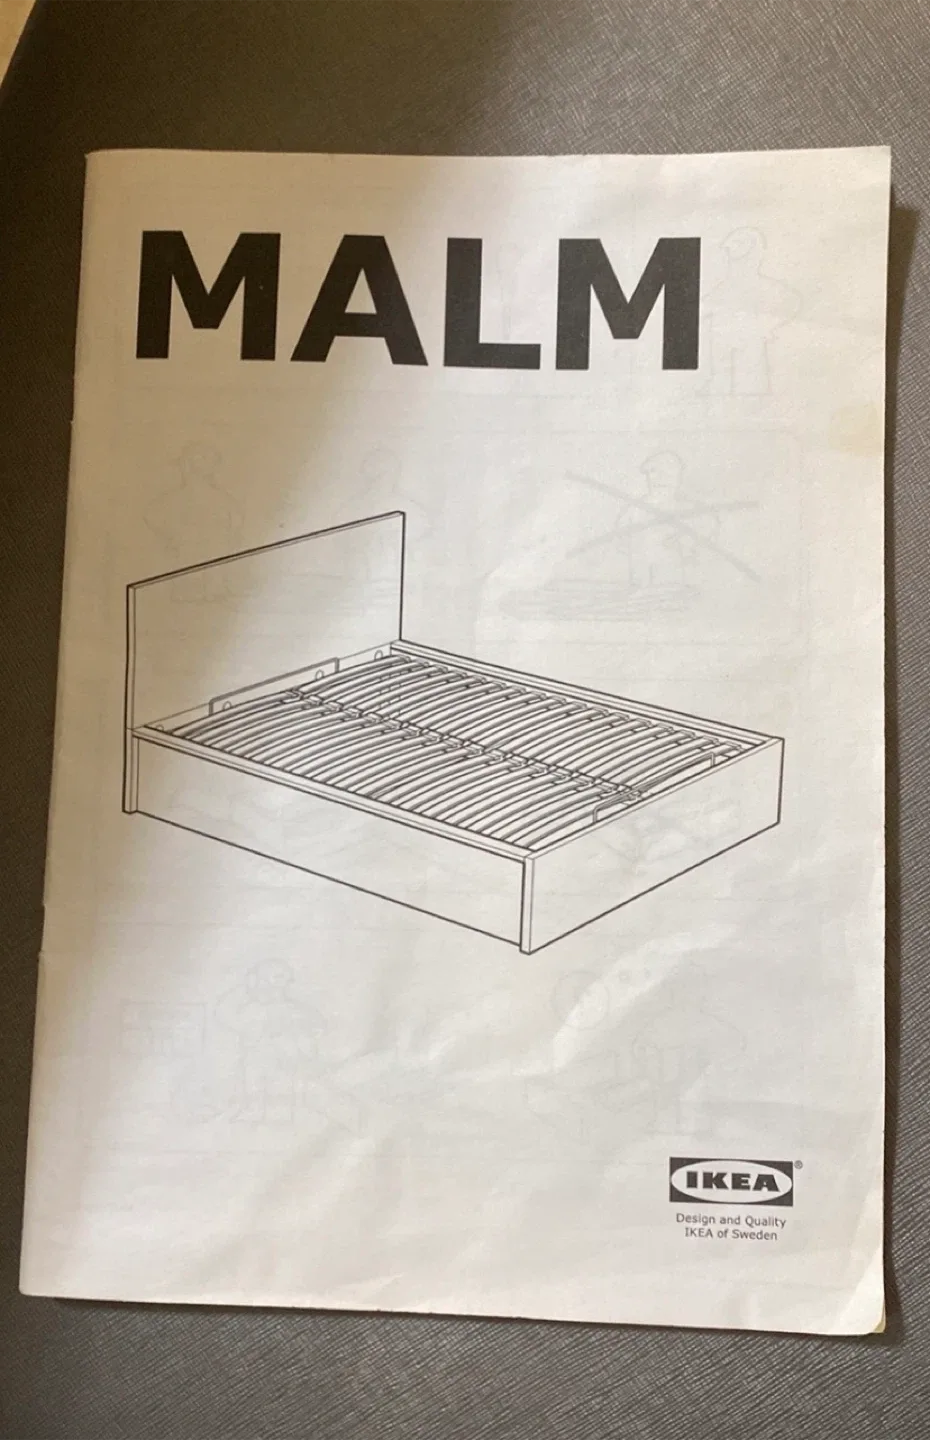 MALM
IKEA®
Design and Quality
IKEA of Sweden